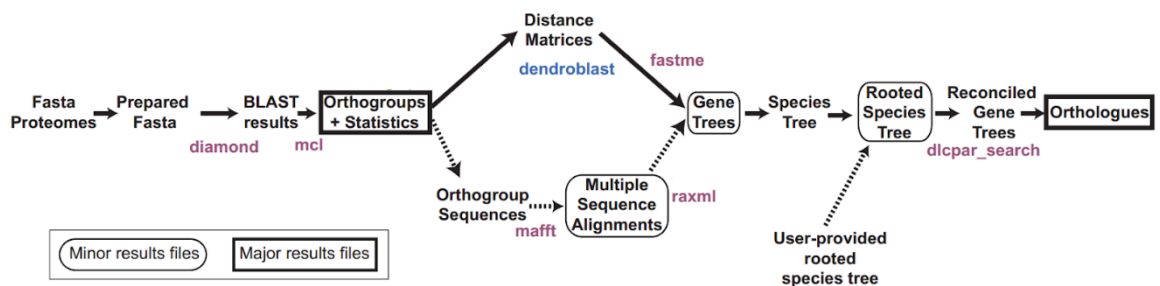 Distance
Matrices
dendroblast
fastme
Fasta
Proteomes
Prepared
Fasta
diamond
BLAST
results
mcl
Orthogroups
+ Statistics
Gene
Trees
Species
Tree
Rooted
Species
Tree
Reconciled
Gene
Trees
dlcpar_search
Orthologues
Orthogroup
Sequences
mafft
Multiple
Sequence
Alignments
raxml
User-provided
rooted
species tree
Minor results files
Major results files